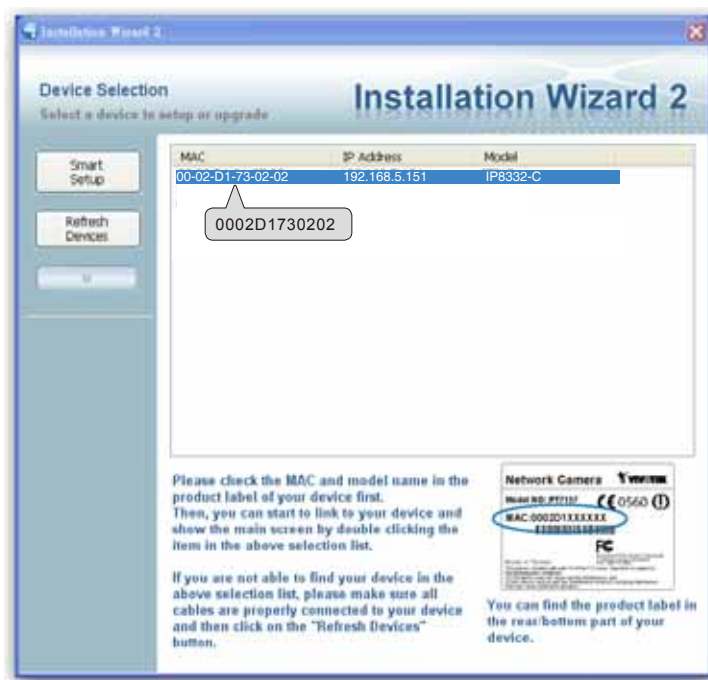 Installation Wizard 2
Device Selection
Select a device to setup or upgrade
Installation Wizard 2
Smart
Setup
Refresh
Devices
MAC IP Address Model
00-02-D1-73-02-02 192.168.5.151 IP8332-C
0002D1730202
Please check the MAC and model name in the
product label of your device first.
Then, you can start to link to your device and
show the main screen by double clicking the
item in the above selection list.
If you are not able to find your device in the
above selection list, please make sure all
cables are properly connected to your device
and then click on the "Refresh Devices"
button.
Network Camera VIVOTEK
Model NO: PT7137 CE0560
MAC:0002D1XXXXXX
FC
You can find the product label in
the rear/bottom part of your
device.